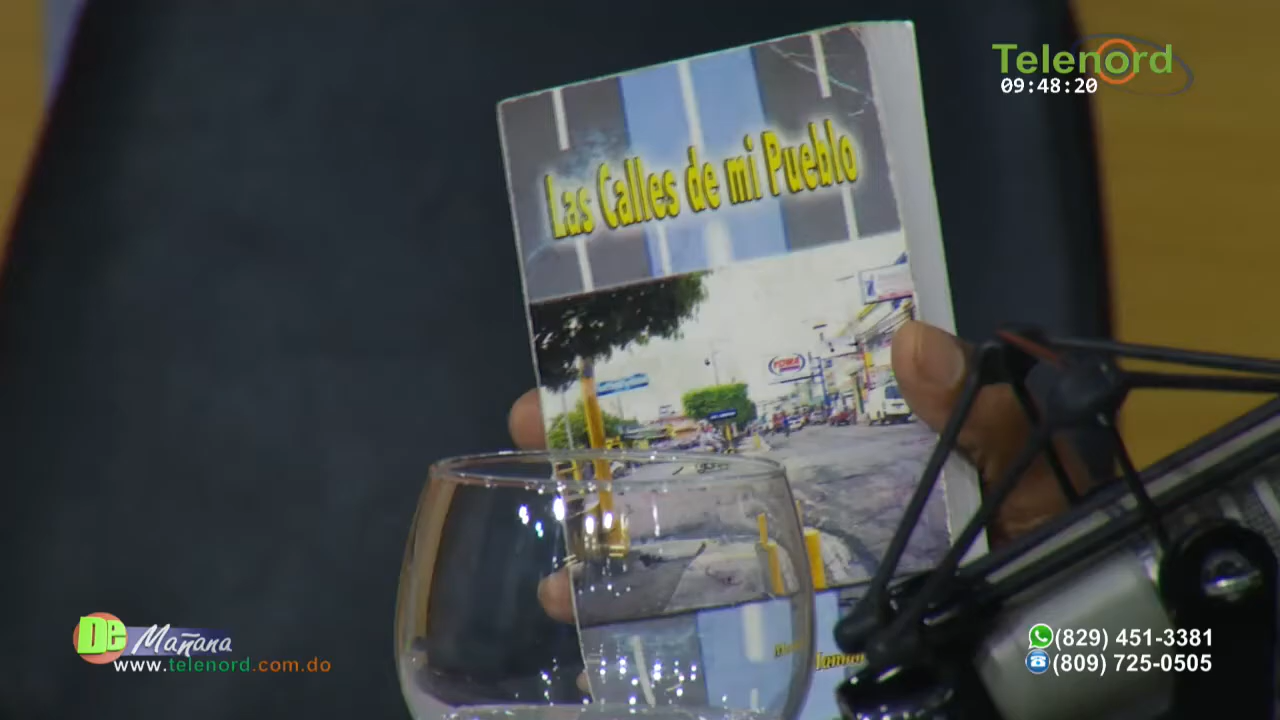 Telenord
09:48:20
Las Calles de mi Pueblo
De
Mañana
www.telenord.com.do
(829) 451-3381
(809) 725-0505